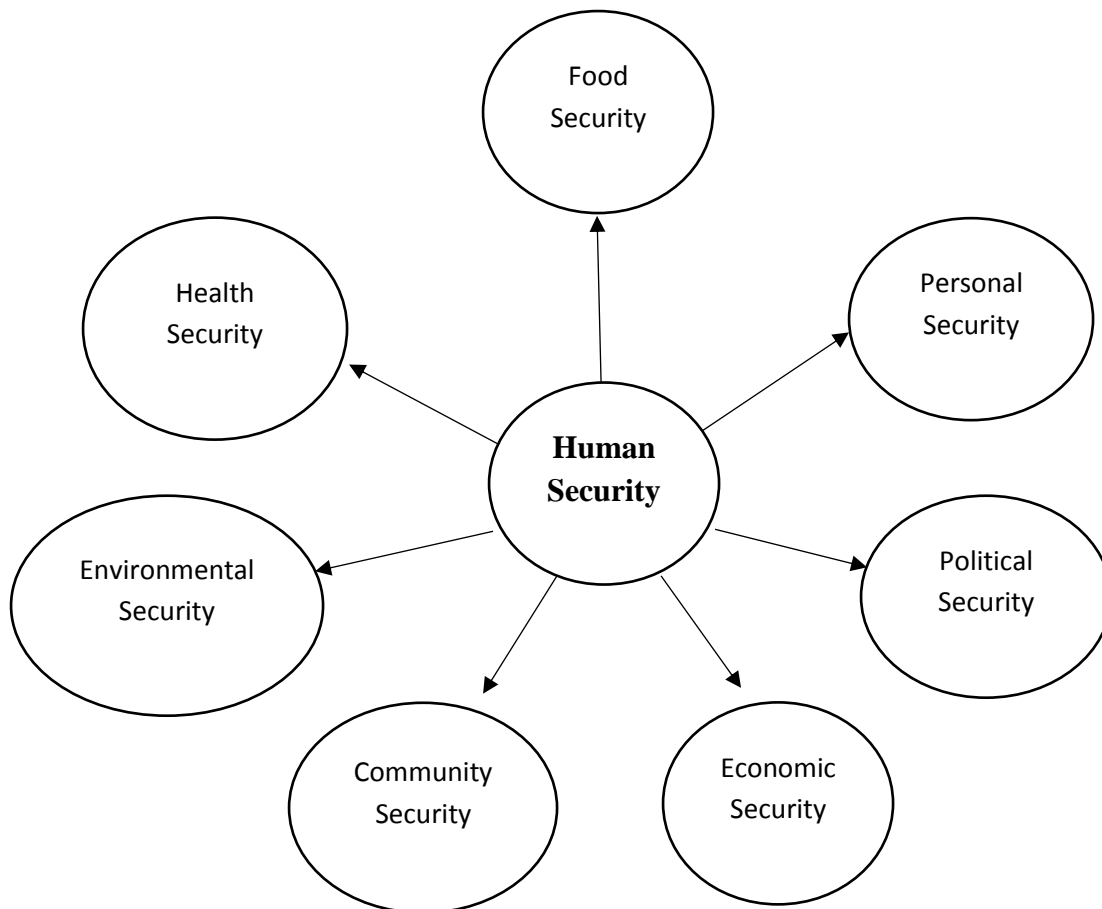 Food
Security
Health
Security
Personal
Security
Human
Security
Environmental
Security
Political
Security
Community
Security
Economic
Security